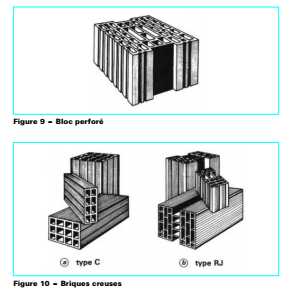 Figure 9 – Bloc perforé
a type C
b type RJ
Figure 10 – Briques creuses